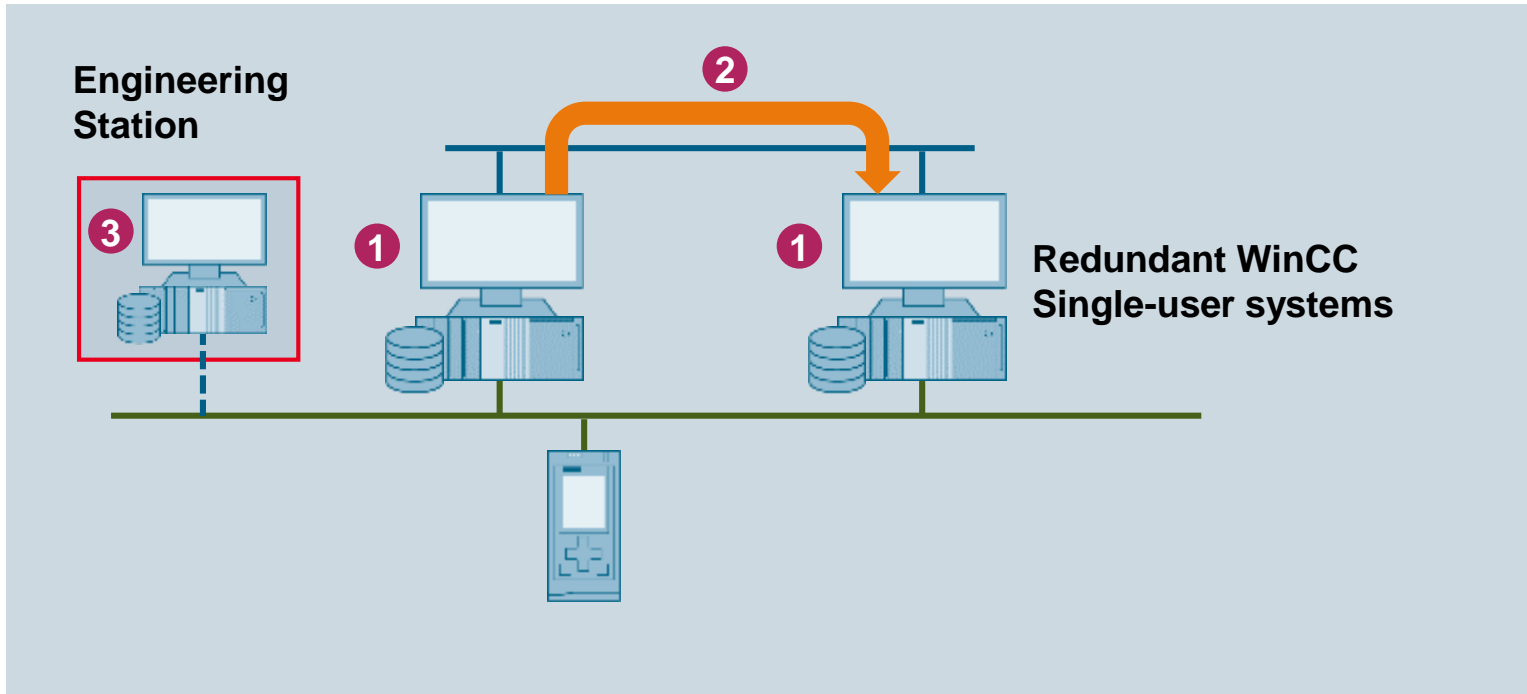 Engineering
Station
2
3
1
1
Redundant WinCC
Single-user systems